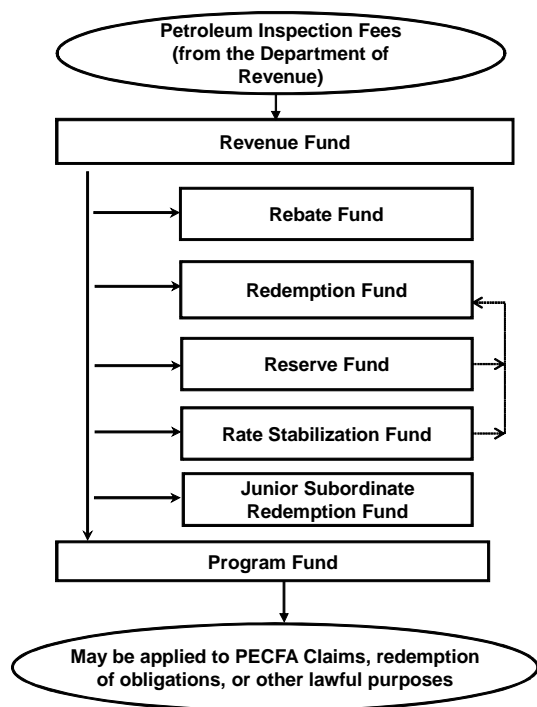 Petroleum Inspection Fees
(from the Department of
Revenue)
Revenue Fund
Rebate Fund
Redemption Fund
Reserve Fund
Rate Stabilization Fund
Junior Subordinate
Redemption Fund
Program Fund
May be applied to PECFA Claims, redemption
of obligations, or other lawful purposes